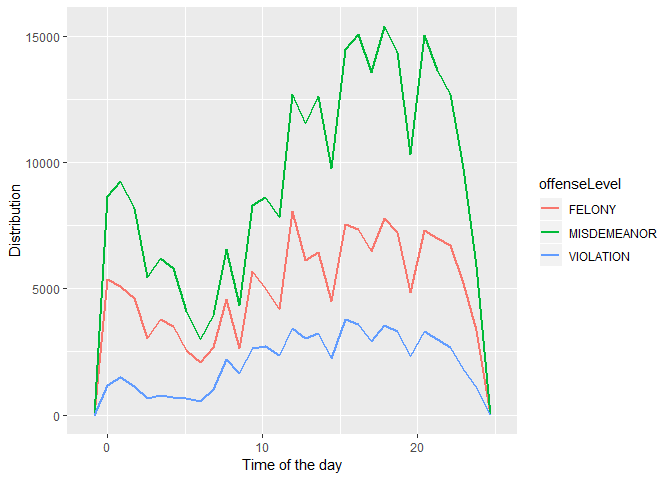 15000
10000
5000
0
Distribution
0 10 20
Time of the day
offenseLevel
FELONY
MISDEMEANOR
VIOLATION